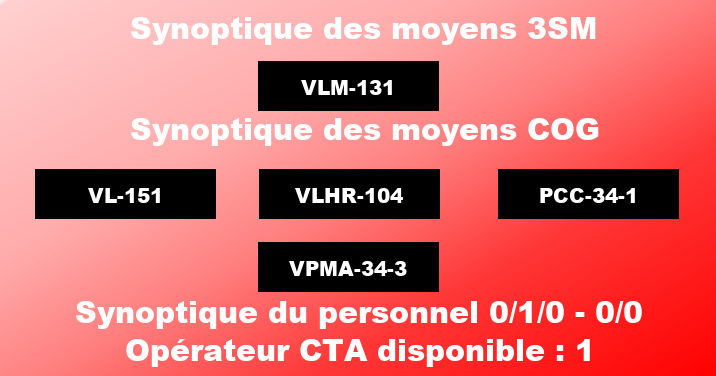 Synoptique des moyens 3SM
VLM-131
Synoptique des moyens COG
VL-151 VLHR-104 PCC-34-1
VPMA-34-3
Synoptique du personnel 0/1/0 - 0/0
Opérateur CTA disponible : 1